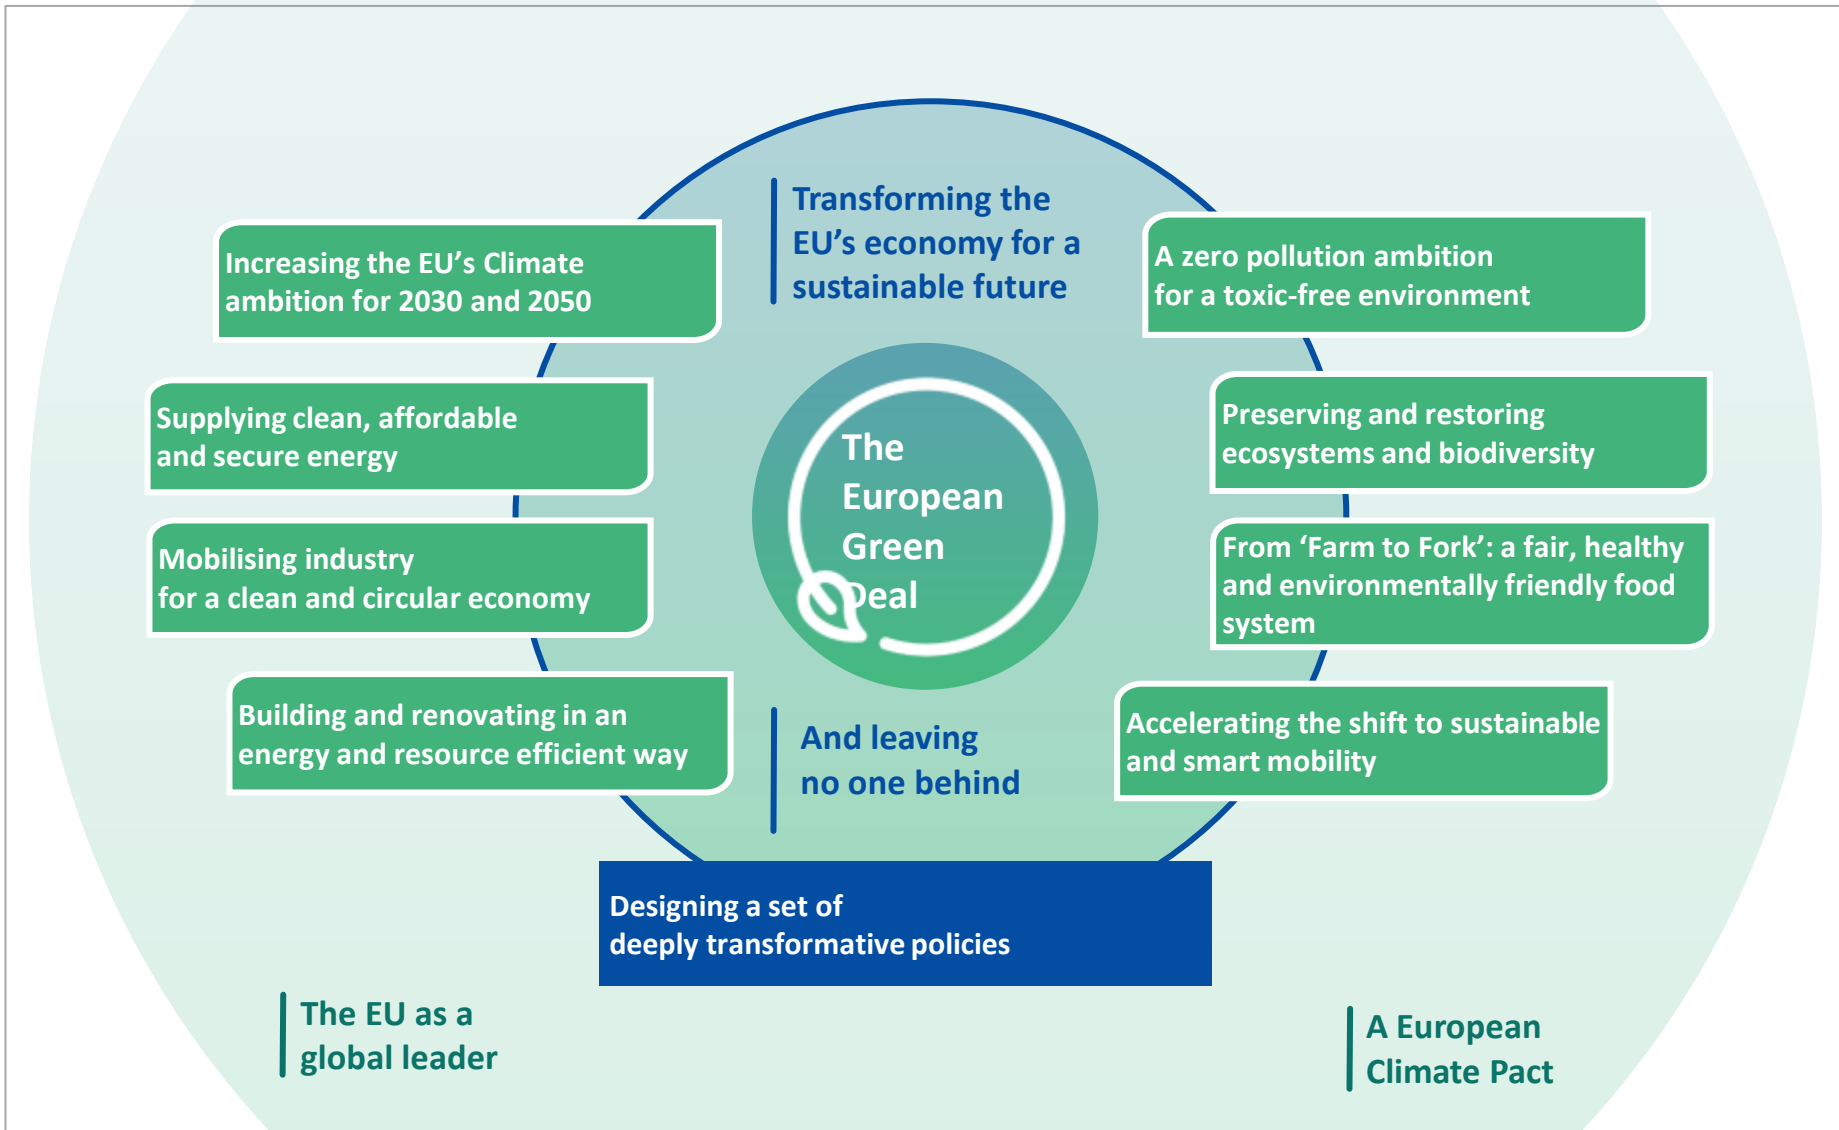 Transforming the
EU’s economy for a
sustainable future
Increasing the EU’s Climate
ambition for 2030 and 2050
Supplying clean, affordable
and secure energy
Mobilising industry
for a clean and circular economy
Building and renovating in an
energy and resource efficient way
The
European
Green
Deal
A zero pollution ambition
for a toxic-free environment
Preserving and restoring
ecosystems and biodiversity
From ‘Farm to Fork’: a fair, healthy
and environmentally friendly food
system
Accelerating the shift to sustainable
and smart mobility
And leaving
no one behind
Designing a set of
deeply transformative policies
The EU as a
global leader
A European
Climate Pact